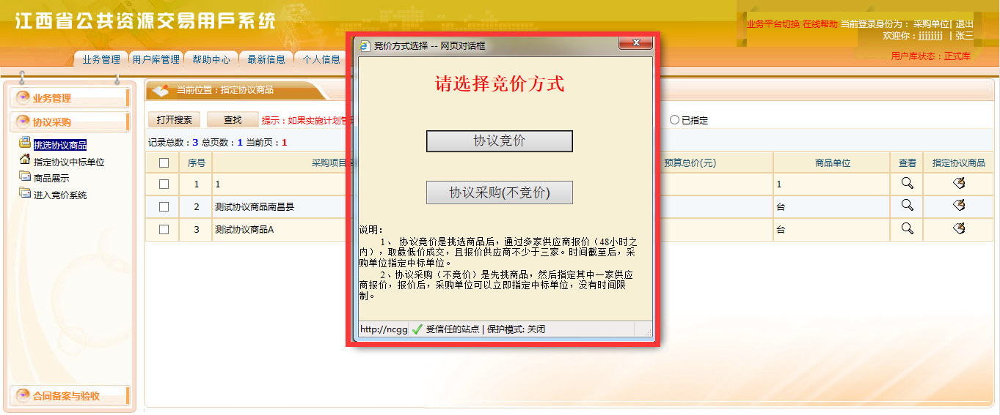 江西省公共资源交易用戶系统
业务平台切换 在线帮助 当前登录身份为： 采购单位| 退出
欢迎你：jjjjjjjj | 张三
用户库状态：正式库
业务管理 用户库管理 帮助中心 最新信息 个人信息
业务管理
协议采购
挑选协议商品
指定协议中标单位
商品展示
进入竞价系统
合同备案与验收
当前位置：指定协议商品
打开搜索 查找 提示：如果实施计划管 已指定
记录总数：3 总页数：1 当前页：1
序号 采购项目 预算总价(元) 商品单位 查看 指定协议商品
1 1 1
2 测试协议商品南昌县 台
3 测试协议商品A 台
竞价方式选择 -- 网页对话框
请选择竞价方式
协议竞价
协议采购(不竞价)
说明：
1、 协议竞价是挑选商品后，通过多家供应商报价（48小时之
内），取最低价成交，且报价供应商不少于三家。时间截至后，采
购单位指定中标单位。
2、协议采购（不竞价）是先挑商品，然后指定其中一家供应
商报价，报价后，采购单位可以立即指定中标单位，没有时间限
制。
http://ncgg 受信任的站点 | 保护模式: 关闭